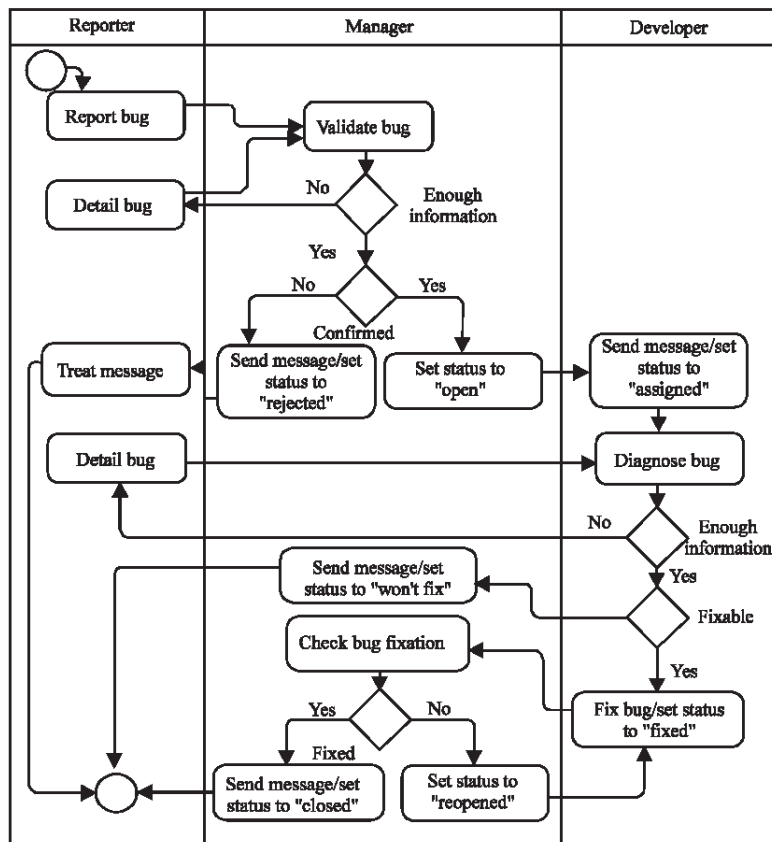 Reporter
Manager
Developer
Report bug
Validate bug
Detail bug
No
Enough
information
Yes
No
Yes
Confirmed
Treat message
Send message/set
status to
"rejected"
Set status to
"open"
Send message/set
status to
"assigned"
Detail bug
Diagnose bug
No
Enough
information
Yes
Send message/set
status to "won't fix"
Fixable
Check bug fixation
Yes
Yes
No
Fix bug/set status
to "fixed"
Fixed
Send message/set
status to "closed"
Set status to
"reopened"